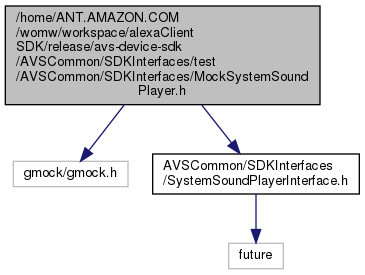 /home/ANT.AMAZON.COM
/womw/workspace/alexaClient
SDK/release/avs-device-sdk
/AVSCommon/SDKInterfaces/test
/AVSCommon/SDKInterfaces/MockSystemSound
Player.h
gmock/gmock.h
AVSCommon/SDKInterfaces
/SystemSoundPlayerInterface.h
future